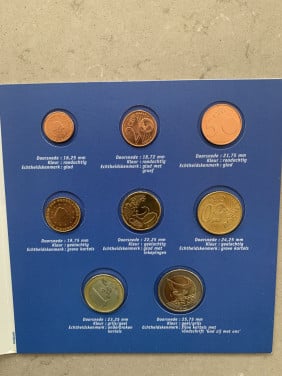 Doorsnede : 16,25 mm
Kleur : roodachtig
Echtheidskenmerk : glad
Doorsnede : 18,75 mm
Kleur : roodachtig
Echtheidskenmerk : glad met
groef
Doorsnede : 21,75 mm
Kleur : roodachtig
Echtheidskenmerk : glad
Doorsnede : 19,75 mm
Kleur : geelachtig
Echtheidskenmerk : grove kartels
Doorsnede : 22,25 mm
Kleur : geelachtig
Echtheidskenmerk : glad met
inkepingen
Doorsnede : 24,25 mm
Kleur : geelachtig
Echtheidskenmerk : grove kartels
Doorsnede : 23,25 mm
Kleur : grijs/geel
Echtheidskenmerk : onderbroken
kartels
Doorsnede : 25,75 mm
Kleur : geel/grijs
Echtheidskenmerk : fijne kartels met
randschrift 'God zij met ons'